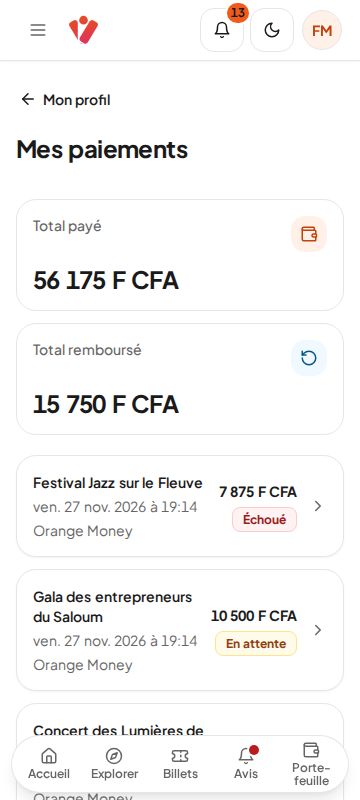 13
FM
Mon profil
Mes paiements
Total payé
56 175 F CFA
Total remboursé
15 750 F CFA
Festival Jazz sur le Fleuve
ven. 27 nov. 2026 à 19:14
Orange Money
7 875 F CFA
Échoué
Gala des entrepreneurs
du Saloum
ven. 27 nov. 2026 à 19:14
Orange Money
10 500 F CFA
En attente
Concert des Lumières de
Orange Money
Accueil
Explorer
Billets
Avis
Porte-
feuille